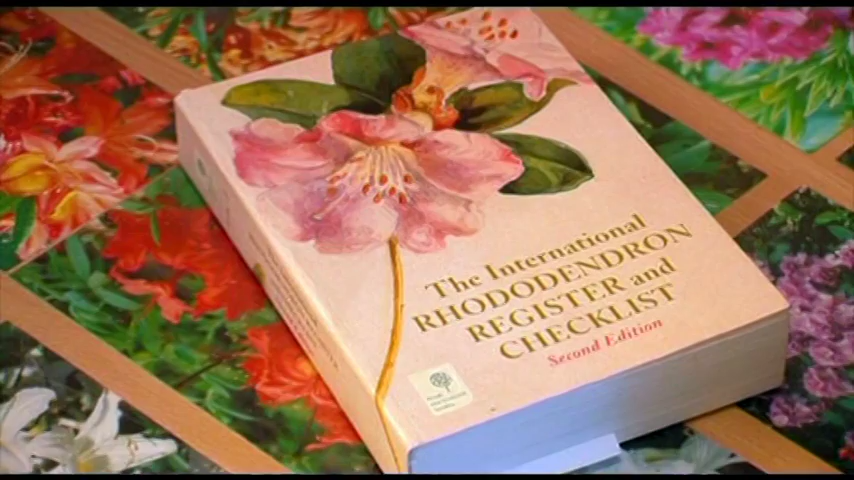 The International
RHODODENDRON
REGISTER and
CHECKLIST
Second Edition